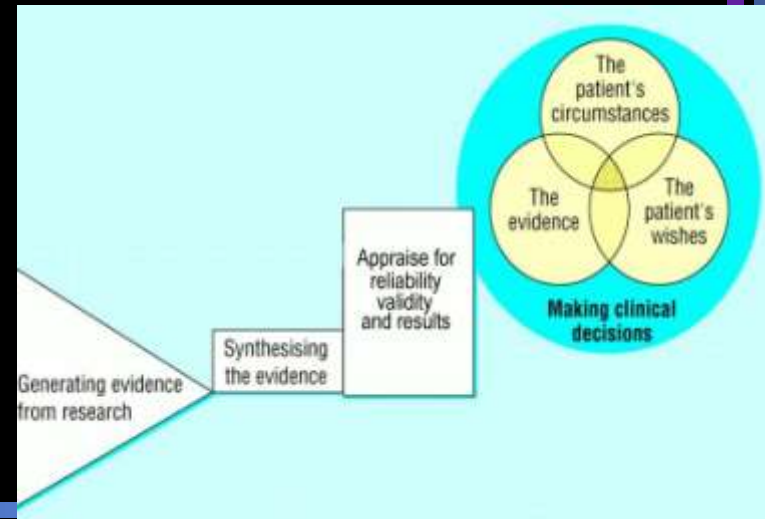 Generating evidence
from research
Synthesising
the evidence
Appraise for
reliability
validity
and results
The
patient's
circumstances
The
evidence
The
patient's
wishes
Making clinical
decisions